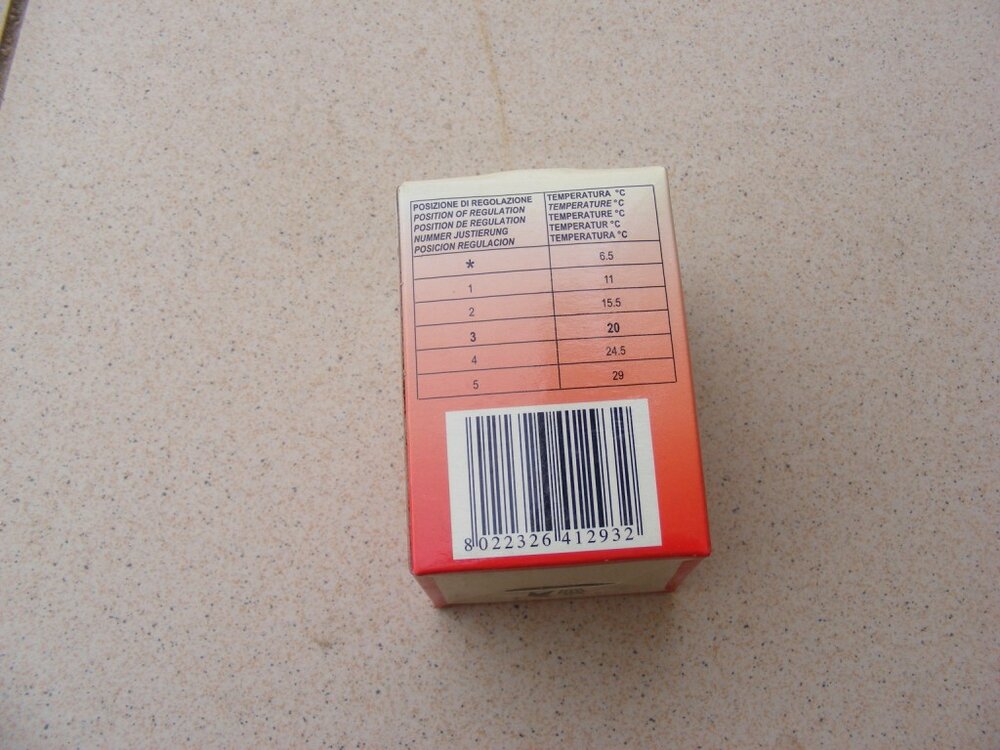 POSIZIONE DI REGOLAZIONE TEMPERATURA °C
POSITION OF REGULATION TEMPERATURE °C
POSITION DE REGULATION TEMPERATURE °C
NUMMER JUSTIERUNG TEMPERATUR °C
POSICION REGULACION TEMPERATURA °C
* 6.5
1 11
2 15.5
3 20
4 24.5
5 29
8 022326 412932